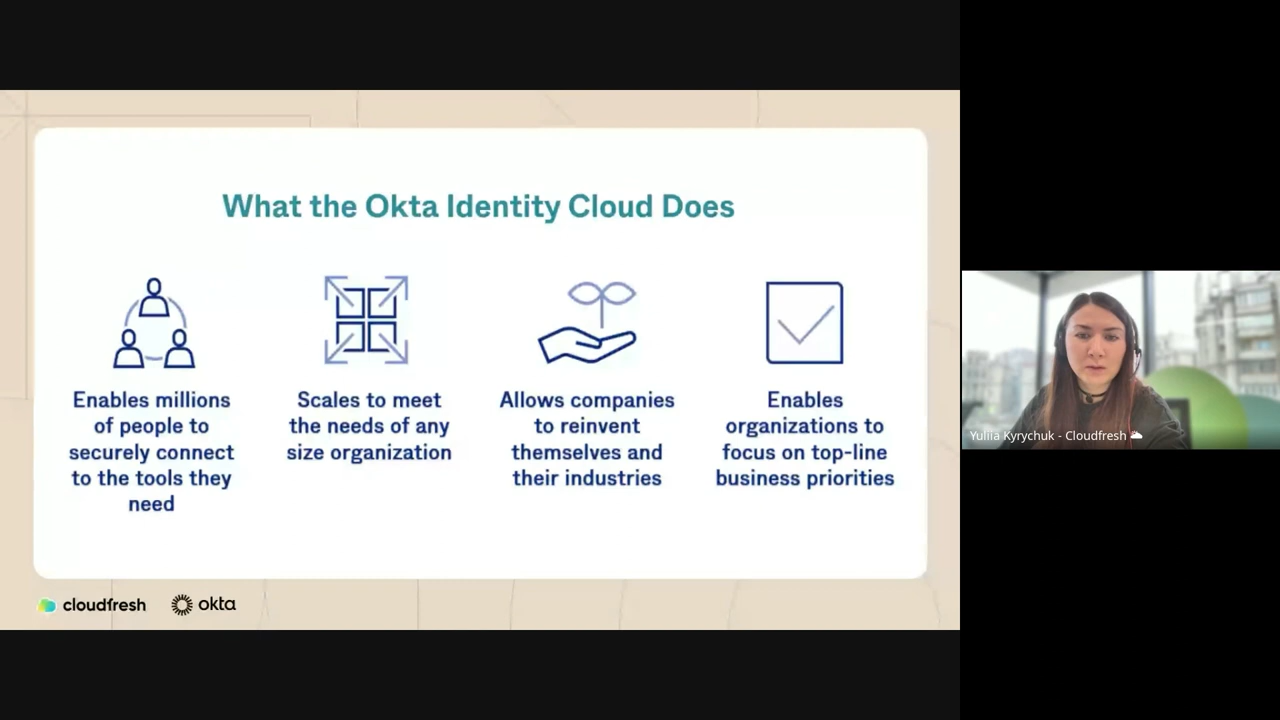 What the Okta Identity Cloud Does
Enables millions
of people to
securely connect
to the tools they
need
Scales to meet
the needs of any
size organization
Allows companies
to reinvent
themselves and
their industries
Enables
organizations to
focus on top-line
business priorities
cloudfresh
okta
Yuliia Kyrychuk - Cloudfresh 🌥